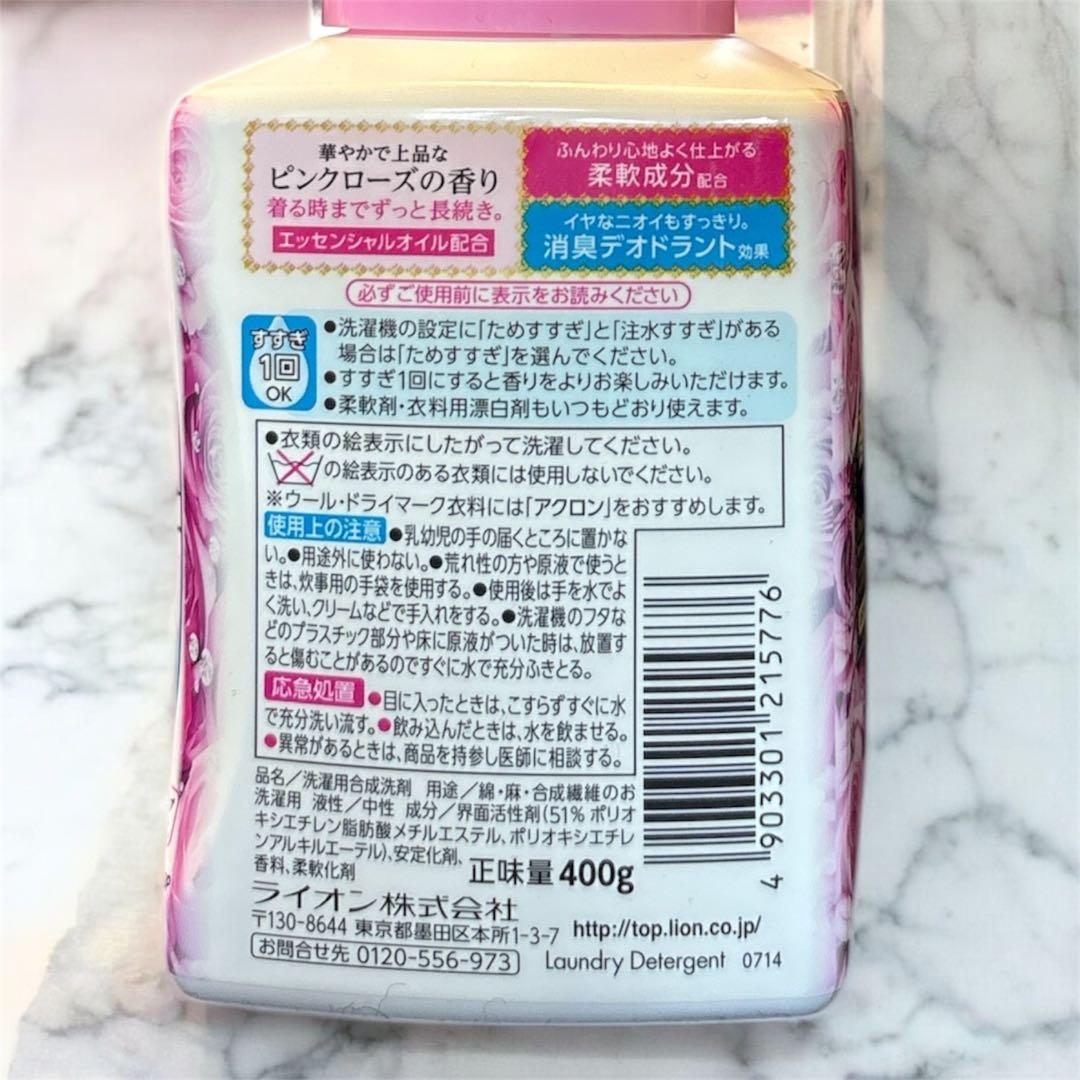 華やかで上品な
ピンクローズの香り
着る時までずっと長続き。
エッセンシャルオイル配合
ふんわり心地よく仕上がる
柔軟成分配合
イヤなニオイもすっきり。
消臭デオドラント効果
必ずご使用前に表示をお読みください
すすぎ
1回
OK
●洗濯機の設定に「ためすすぎ」と「注水すすぎ」がある
場合は「ためすすぎ」を選んでください。
●すすぎ1回にすると香りをよりお楽しみいただけます。
●柔軟剤・衣料用漂白剤もいつもどおり使えます。
●衣類の絵表示にしたがって洗濯してください。
の絵表示のある衣類には使用しないでください。
※ウール・ドライマーク衣料には「アクロン」をおすすめします。
使用上の注意 ●乳幼児の手の届くところに置かな
い。●用途外に使わない。●荒れ性の方や原液で使うと
きは、炊事用の手袋を使用する。●使用後は手を水でよ
く洗い、クリームなどで手入れをする。●洗濯機のフタな
どのプラスチック部分や床に原液がついた時は、放置す
ると傷むことがあるのですぐに水で充分ふきとる。
応急処置 ●目に入ったときは、こすらずすぐに水
で充分洗い流す。●飲み込んだときは、水を飲ませる。
●異常があるときは、商品を持参し医師に相談する。
品名／洗濯用合成洗剤 用途／綿・麻・合成繊維のお
洗濯用 液性／中性 成分／界面活性剤(51% ポリオ
キシエチレン脂肪酸メチルエステル、ポリオキシエチレ
ンアルキルエーテル)、安定化剤、
香料、柔軟化剤
正味量 400g
ライオン株式会社
〒130-8644 東京都墨田区本所1-3-7
http://top.lion.co.jp/
お問合せ先 0120-556-973
Laundry Detergent 0714
4 903301 215776